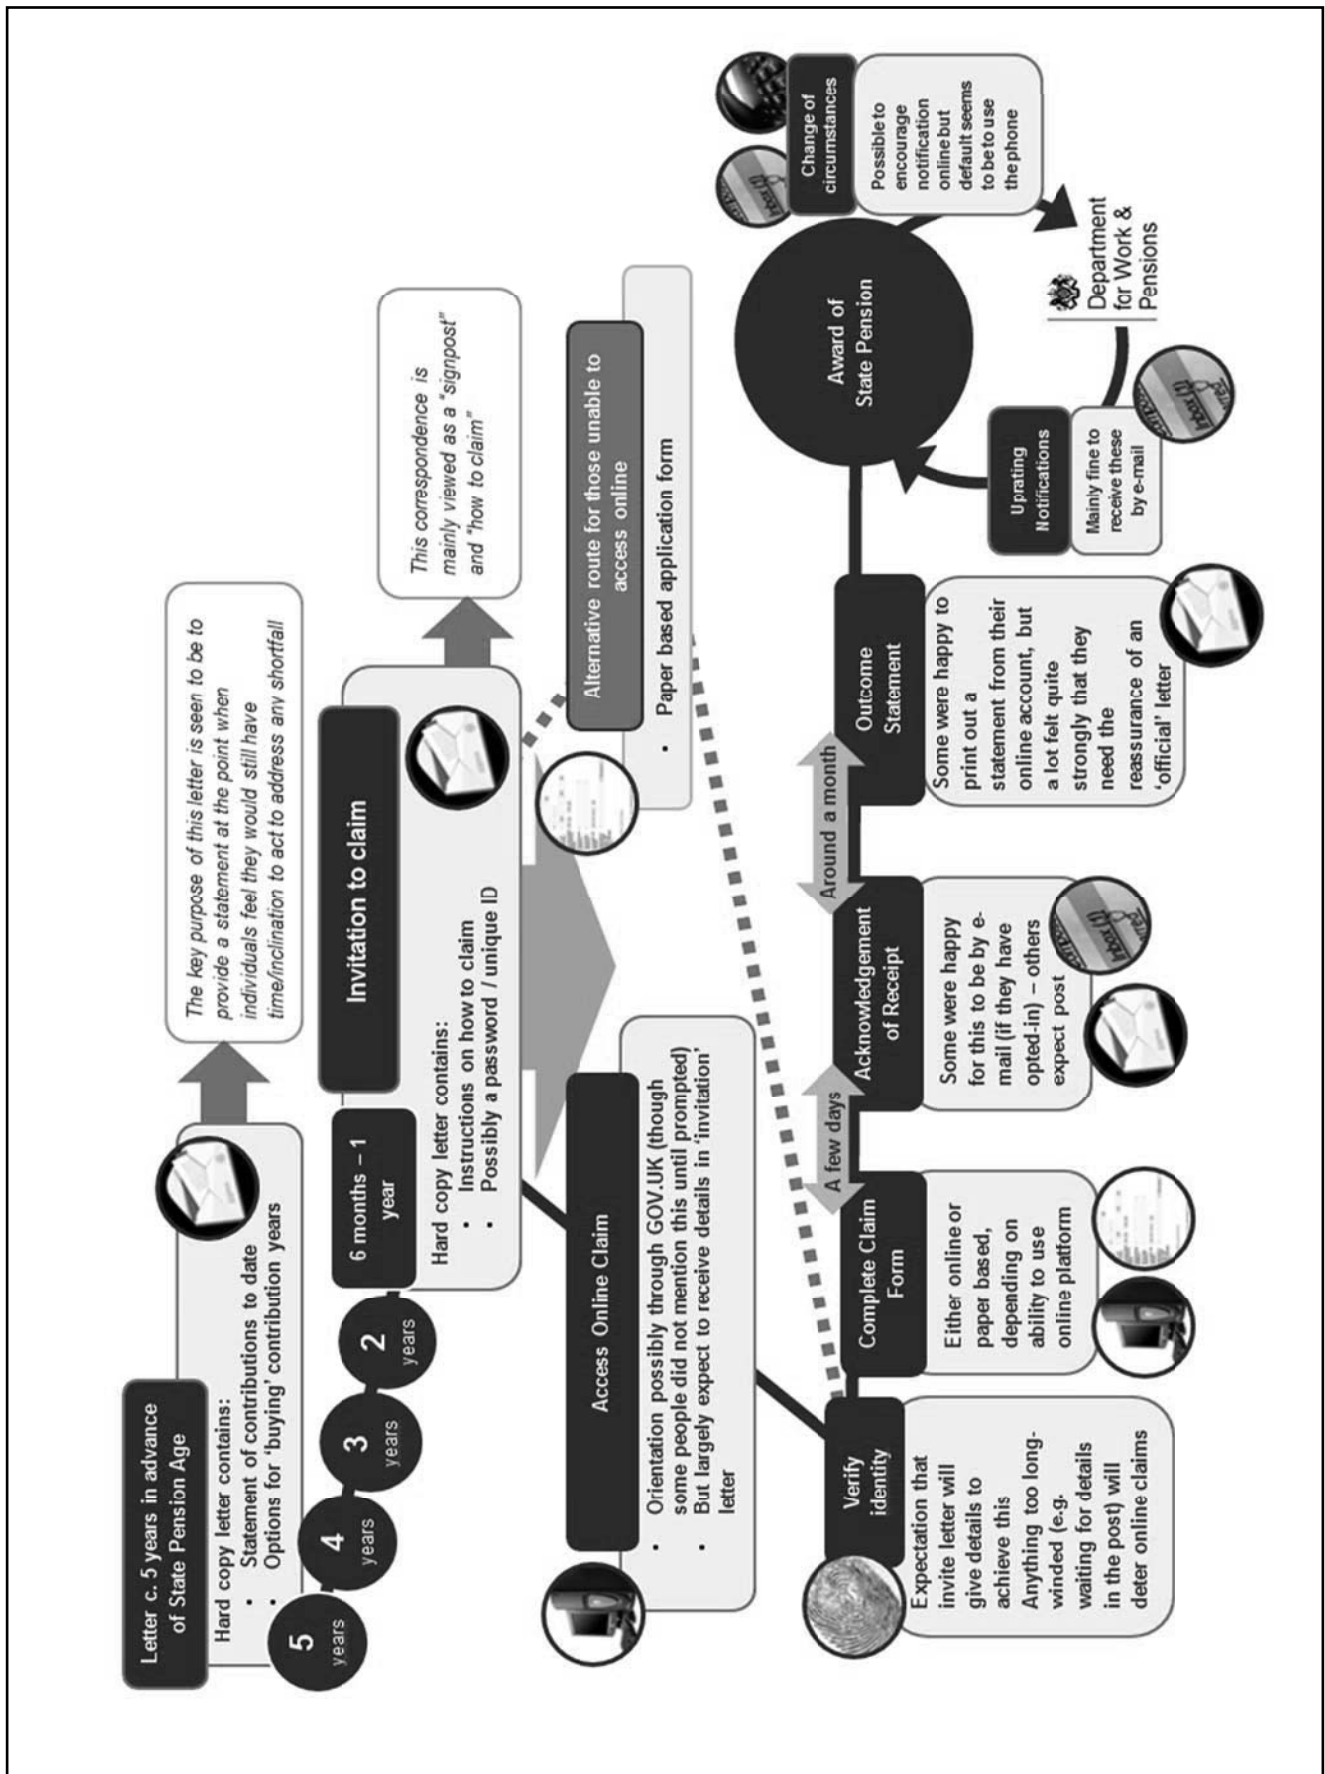 Letter c. 5 years in advance
of State Pension Age
Hard copy letter contains:
• Statement of contributions to date
• Options for 'buying' contribution years
The key purpose of this letter is seen to be to
provide a statement at the point when
individuals feel they would still have
time/inclination to act to address any shortfall
5
years
4
years
3
years
2
years
6 months – 1
year
Invitation to claim
Hard copy letter contains:
• Instructions on how to claim
• Possibly a password / unique ID
This correspondence is
mainly viewed as a "signpost"
and "how to claim"
Access Online Claim
• Orientation possibly through GOV.UK (though
some people did not mention this until prompted)
• But largely expect to receive details in 'invitation'
letter
Alternative route for those unable to
access online
• Paper based application form
Verify
identity
Expectation that
invite letter will
give details to
achieve this
Anything too long-
winded (e.g.
waiting for details
in the post) will
deter online claims
Complete Claim
Form
Either online or
paper based,
depending on
ability to use
online platform
A few days
Acknowledgement
of Receipt
Some were happy
for this to be by e-
mail (if they have
opted-in) – others
expect post
Inbox (1)
Around a month
Outcome
Statement
Some were happy to
print out a
statement from their
online account, but
a lot felt quite
strongly that they
need the
reassurance of an
'official' letter
Award of
State Pension
Uprating
Notifications
Mainly fine to
receive these
by e-mail
Inbox (1)
Department
for Work &
Pensions
Change of
circumstances
Possible to
encourage
notification
online but
default seems
to be to use
the phone
Inbox (1)